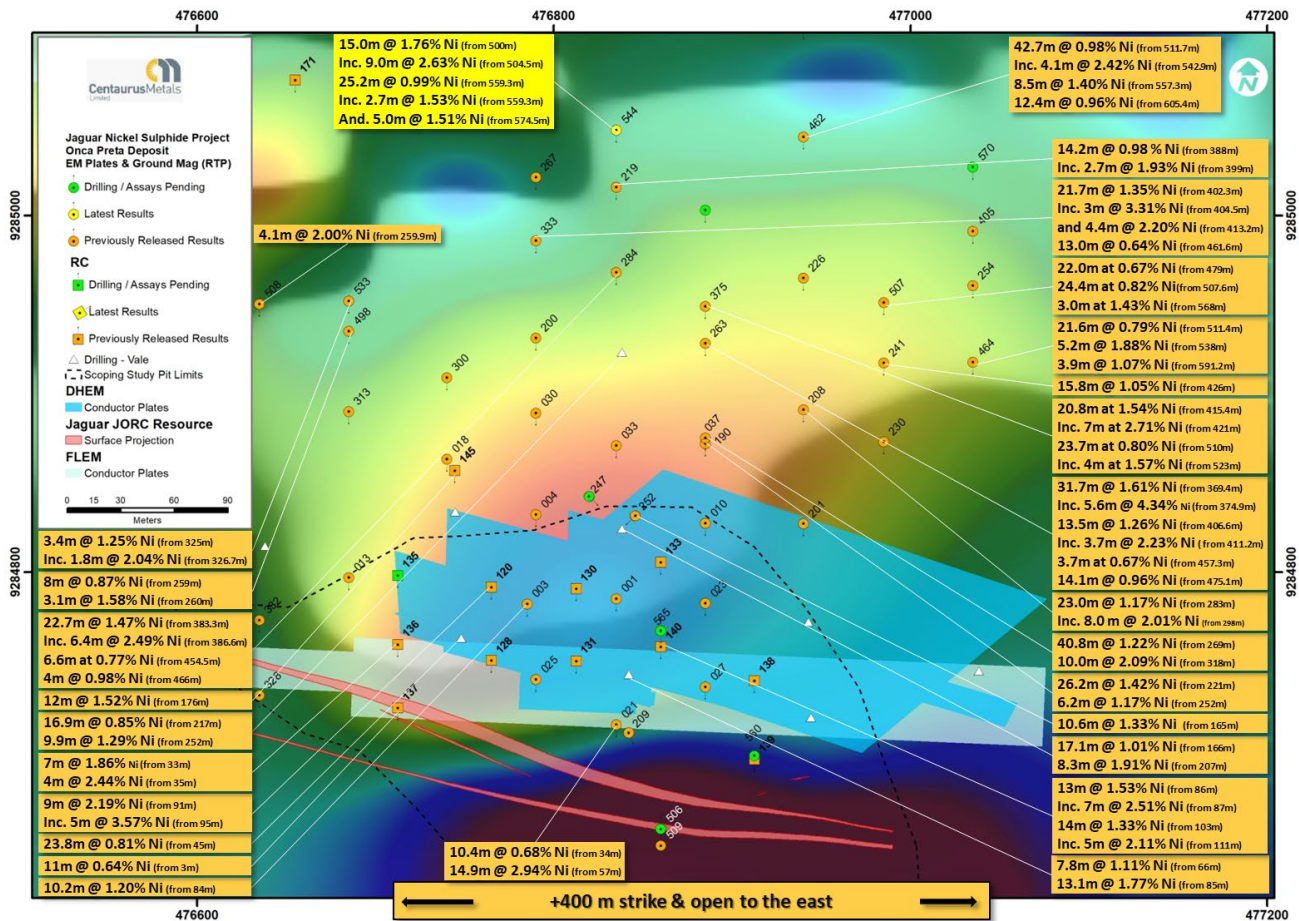 476600
476800
477000
477200
9285000
9284800
CentaurusMetals
Limited
Jaguar Nickel Sulphide Project
Onca Preta Deposit
EM Plates & Ground Mag (RTP)
Drilling / Assays Pending
Latest Results
Previously Released Results
RC
Drilling / Assays Pending
Latest Results
Previously Released Results
Drilling - Vale
Scoping Study Pit Limits
DHEM
Conductor Plates
Jaguar JORC Resource
Surface Projection
FLEM
Conductor Plates
0 15 30 60 90
Meters
15.0m @ 1.76% Ni (from 500m)
Inc. 9.0m @ 2.63% Ni (from 504.5m)
25.2m @ 0.99% Ni (from 559.3m)
Inc. 2.7m @ 1.53% Ni (from 559.3m)
And. 5.0m @ 1.51% Ni (from 574.5m)
42.7m @ 0.98% Ni (from 511.7m)
Inc. 4.1m @ 2.42% Ni (from 542.9m)
8.5m @ 1.40% Ni (from 557.3m)
12.4m @ 0.96% Ni (from 605.4m)
4.1m @ 2.00% Ni (from 259.9m)
14.2m @ 0.98 % Ni (from 388m)
Inc. 2.7m @ 1.93% Ni (from 399m)
21.7m @ 1.35% Ni (from 402.3m)
Inc. 3m @ 3.31% Ni (from 404.5m)
and 4.4m @ 2.20% Ni (from 413.2m)
13.0m @ 0.64% Ni (from 461.6m)
22.0m at 0.67% Ni (from 479m)
24.4m at 0.82% Ni (from 507.6m)
3.0m at 1.43% Ni (from 568m)
21.6m @ 0.79% Ni (from 511.4m)
5.2m @ 1.88% Ni (from 538m)
3.9m @ 1.07% Ni (from 591.2m)
15.8m @ 1.05% Ni (from 426m)
20.8m at 1.54% Ni (from 415.4m)
Inc. 7m at 2.71% Ni (from 421m)
23.7m at 0.80% Ni (from 510m)
Inc. 4m at 1.57% Ni (from 523m)
31.7m @ 1.61% Ni (from 369.4m)
Inc. 5.6m @ 4.34% Ni (from 374.9m)
13.5m @ 1.26% Ni (from 406.6m)
Inc. 3.7m @ 2.23% Ni (from 411.2m)
3.7m at 0.67% Ni (from 457.3m)
14.1m @ 0.96% Ni (from 475.1m)
23.0m @ 1.17% Ni (from 283m)
Inc. 8.0 m @ 2.01% Ni (from 298m)
40.8m @ 1.22% Ni (from 269m)
10.0m @ 2.09% Ni (from 318m)
26.2m @ 1.42% Ni (from 221m)
6.2m @ 1.17% Ni (from 252m)
10.6m @ 1.33% Ni (from 165m)
17.1m @ 1.01% Ni (from 166m)
8.3m @ 1.91% Ni (from 207m)
13m @ 1.53% Ni (from 86m)
Inc. 7m @ 2.51% Ni (from 87m)
14m @ 1.33% Ni (from 103m)
Inc. 5m @ 2.11% Ni (from 111m)
7.8m @ 1.11% Ni (from 66m)
13.1m @ 1.77% Ni (from 85m)
3.4m @ 1.25% Ni (from 325m)
Inc. 1.8m @ 2.04% Ni (from 326.7m)
8m @ 0.87% Ni (from 259m)
3.1m @ 1.58% Ni (from 260m)
22.7m @ 1.47% Ni (from 383.3m)
Inc. 6.4m @ 2.49% Ni (from 386.6m)
6.6m at 0.77% Ni (from 454.5m)
4m @ 0.98% Ni (from 466m)
12m @ 1.52% Ni (from 176m)
16.9m @ 0.85% Ni (from 217m)
9.9m @ 1.29% Ni (from 252m)
7m @ 1.86% Ni (from 33m)
4m @ 2.44% Ni (from 35m)
9m @ 2.19% Ni (from 91m)
Inc. 5m @ 3.57% Ni (from 95m)
23.8m @ 0.81% Ni (from 45m)
11m @ 0.64% Ni (from 3m)
10.2m @ 1.20% Ni (from 84m)
10.4m @ 0.68% Ni (from 34m)
14.9m @ 2.94% Ni (from 57m)
+400 m strike & open to the east
171
544
462
267
219
570
333
405
284
226
254
508
533
375
507
498
200
263
300
241
464
313
030
208
033
037
190
230
018
145
247
004
252
010
201
013
135
133
120
130
003
001
023
565
136
140
128
131
025
027
138
328
137
021
209
560
139
506
509
476600
476800
477000
477200
9285000
9284800